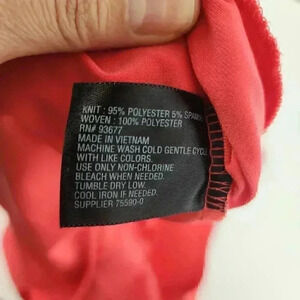 KNIT : 95% POLYESTER 5% SPANDEX
WOVEN : 100% POLYESTER
RN# 93677
MADE IN VIETNAM
MACHINE WASH COLD GENTLE CYCLE
WITH LIKE COLORS.
USE ONLY NON-CHLORINE
BLEACH WHEN NEEDED.
TUMBLE DRY LOW.
COOL IRON IF NEEDED.
SUPPLIER 75590-0